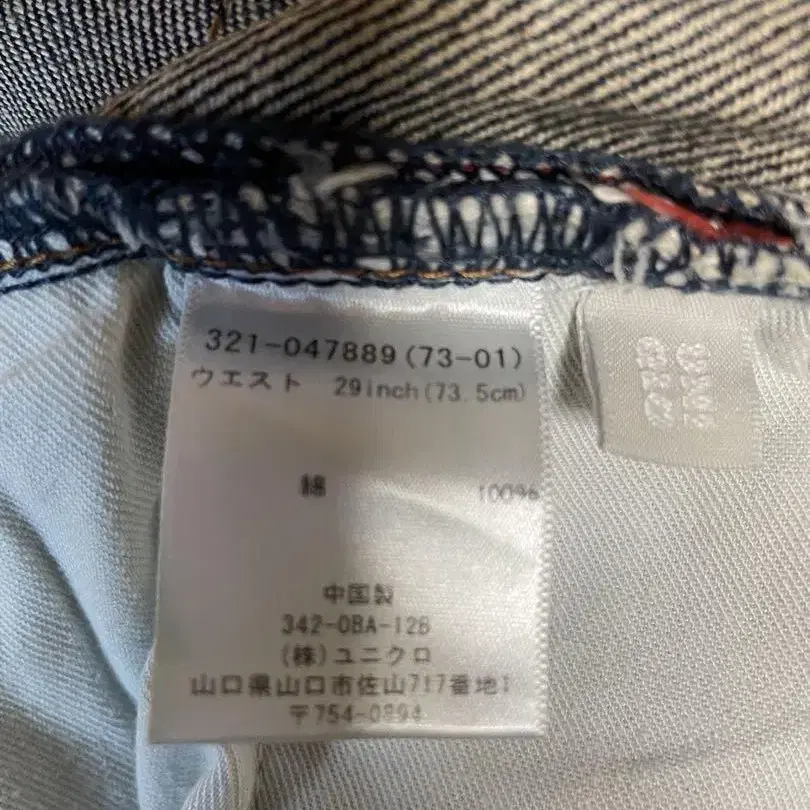 321-047889(73-01)
ウエスト 29inch(73.5cm)
綿 100%
中国製
342-0BA-12B
(株)ユニクロ
山口県山口市佐山717番地1
〒754-0894